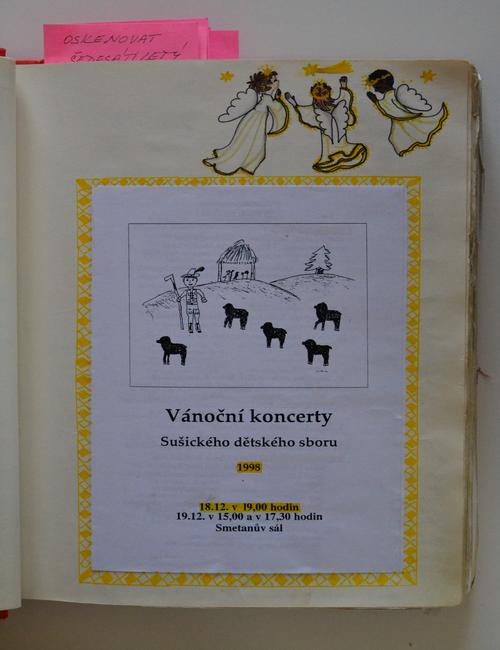 OSKENOVAT
ŠEDESÁTILETÝ
Vánoční koncerty
Sušického dětského sboru
1998
18.12. v 19,00 hodin
19.12. v 15,00 a v 17,30 hodin
Smetanův sál